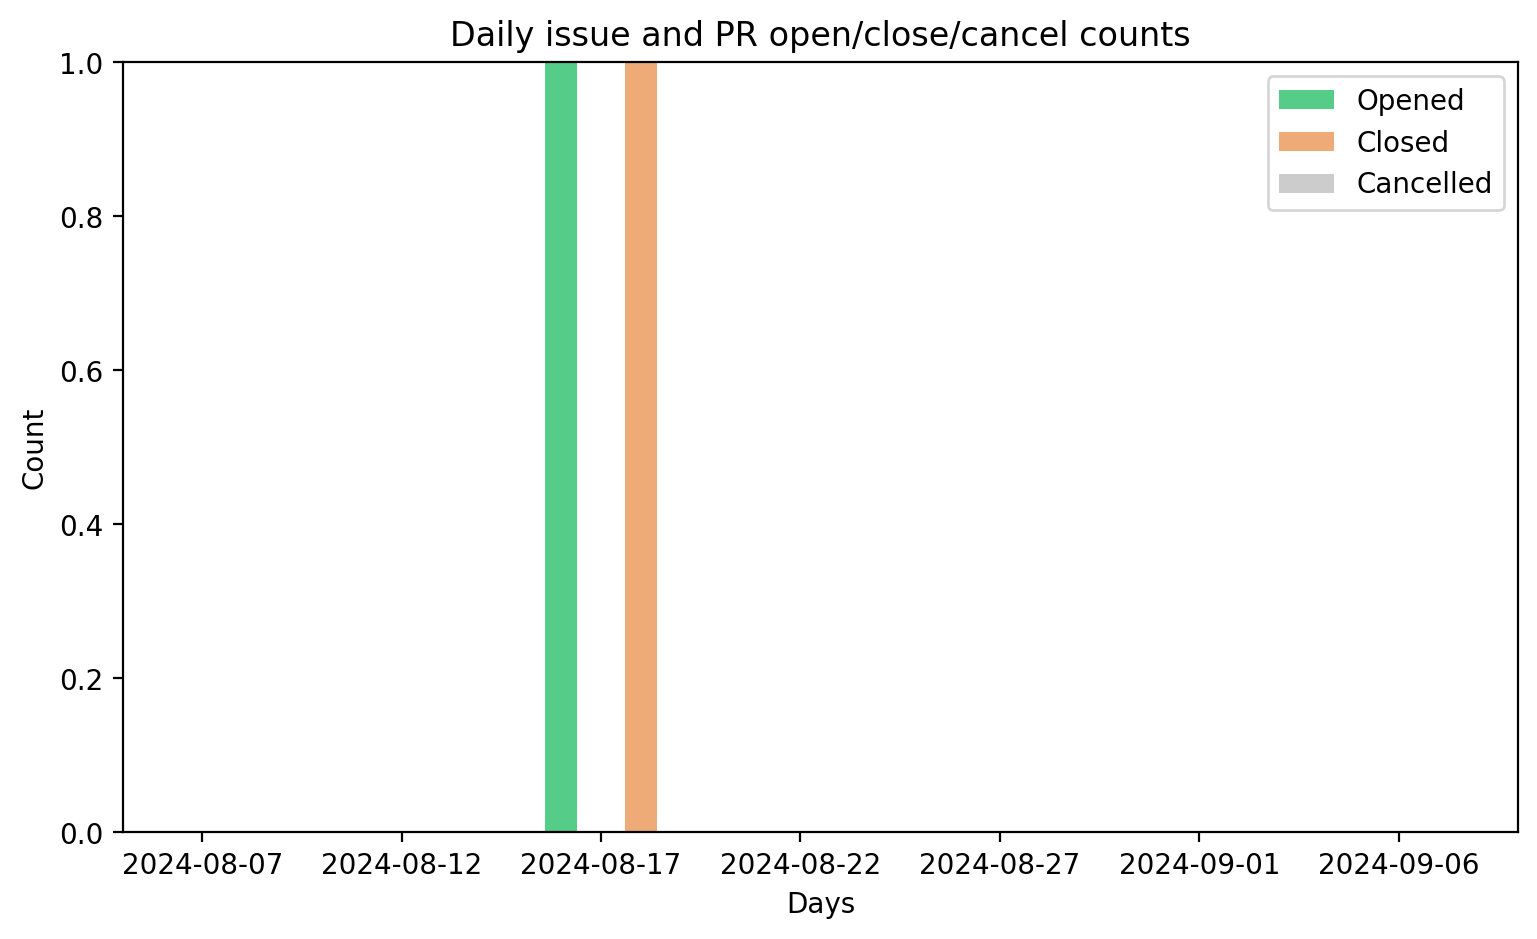 Daily issue and PR open/close/cancel counts
1.0
0.8
0.6
0.4
0.2
0.0
Count
Opened
Closed
Cancelled
2024-08-07
2024-08-12
2024-08-17
2024-08-22
2024-08-27
2024-09-01
2024-09-06
Days